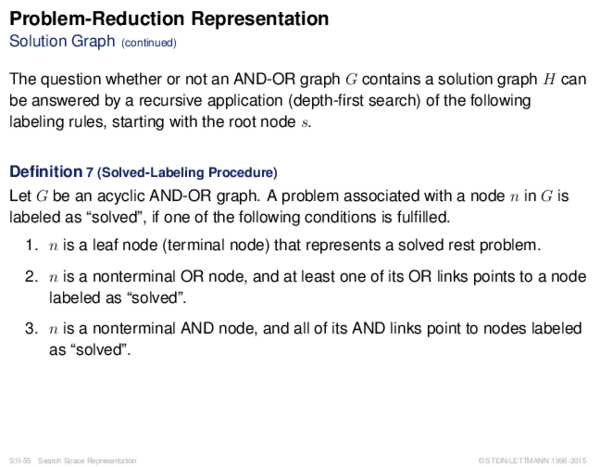 Problem-Reduction Representation
Solution Graph (continued)
The question whether or not an AND-OR graph G contains a solution graph H can
be answered by a recursive application (depth-first search) of the following
labeling rules, starting with the root node s.
Definition 7 (Solved-Labeling Procedure)
Let G be an acyclic AND-OR graph. A problem associated with a node n in G is
labeled as “solved”, if one of the following conditions is fulfilled.
1. n is a leaf node (terminal node) that represents a solved rest problem.
2. n is a nonterminal OR node, and at least one of its OR links points to a node
labeled as “solved”.
3. n is a nonterminal AND node, and all of its AND links point to nodes labeled
as “solved”.
S:II-55 Search Space Representation ©STEIN/LETTMANN 1998-2015